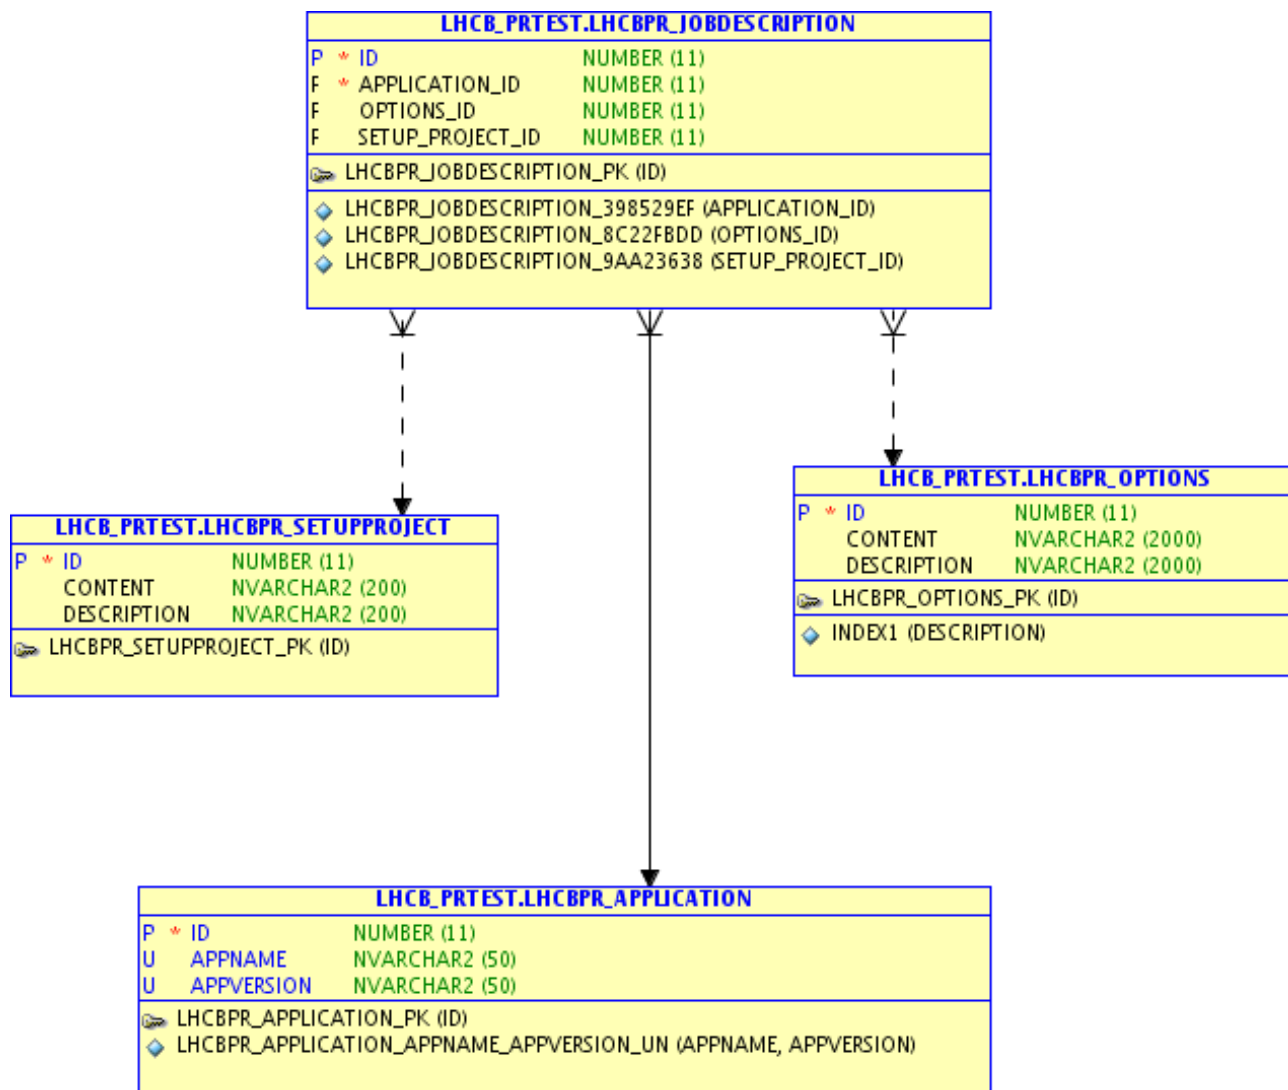 LHCB_PRTEST.LHCBPR_JOBDESCRIPTION
P * ID NUMBER (11)
F * APPLICATION_ID NUMBER (11)
F OPTIONS_ID NUMBER (11)
F SETUP_PROJECT_ID NUMBER (11)
LHCBPR_JOBDESCRIPTION_PK (ID)
LHCBPR_JOBDESCRIPTION_398529EF (APPLICATION_ID)
LHCBPR_JOBDESCRIPTION_8C22FBDD (OPTIONS_ID)
LHCBPR_JOBDESCRIPTION_9AA23638 (SETUP_PROJECT_ID)
LHCB_PRTEST.LHCBPR_SETUPPROJECT
P * ID NUMBER (11)
CONTENT NVARCHAR2 (200)
DESCRIPTION NVARCHAR2 (200)
LHCBPR_SETUPPROJECT_PK (ID)
LHCB_PRTEST.LHCBPR_OPTIONS
P * ID NUMBER (11)
CONTENT NVARCHAR2 (2000)
DESCRIPTION NVARCHAR2 (2000)
LHCBPR_OPTIONS_PK (ID)
INDEX1 (DESCRIPTION)
LHCB_PRTEST.LHCBPR_APPLICATION
P * ID NUMBER (11)
U APPNAME NVARCHAR2 (50)
U APPVERSION NVARCHAR2 (50)
LHCBPR_APPLICATION_PK (ID)
LHCBPR_APPLICATION_APPNAME_APPVERSION_UN (APPNAME, APPVERSION)